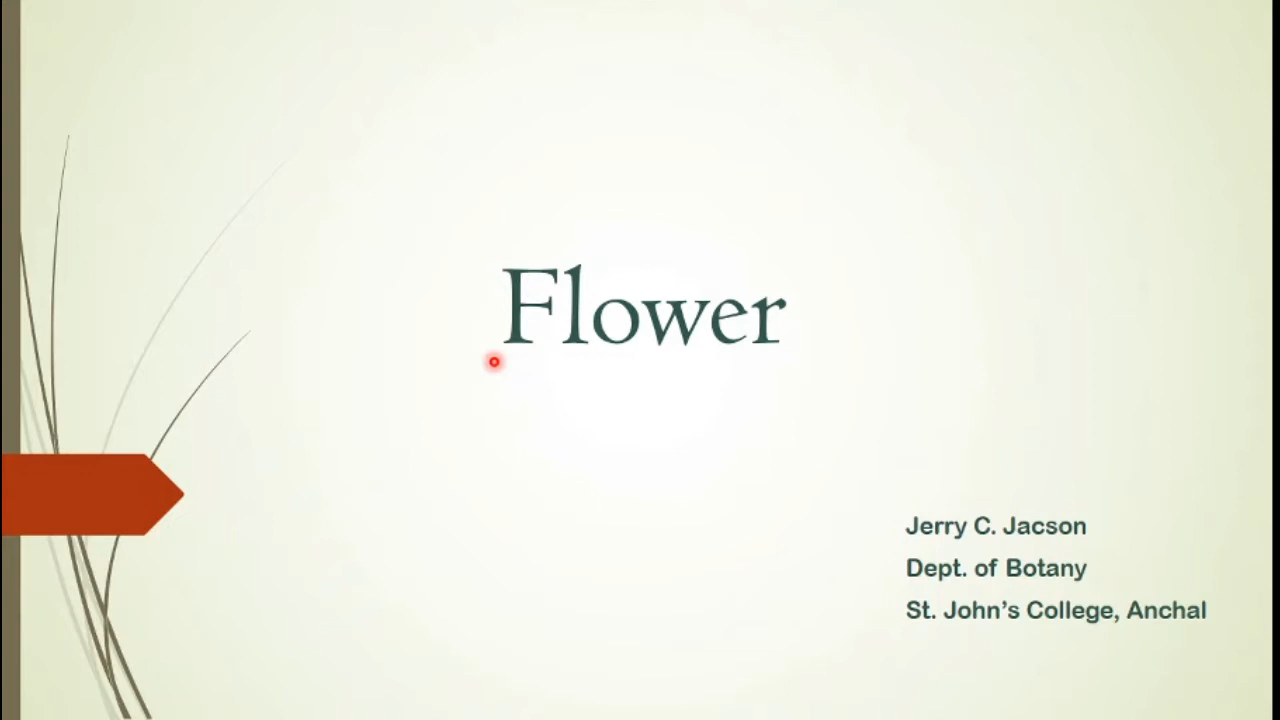 Flower
Jerry C. Jacson
Dept. of Botany
St. John’s College, Anchal